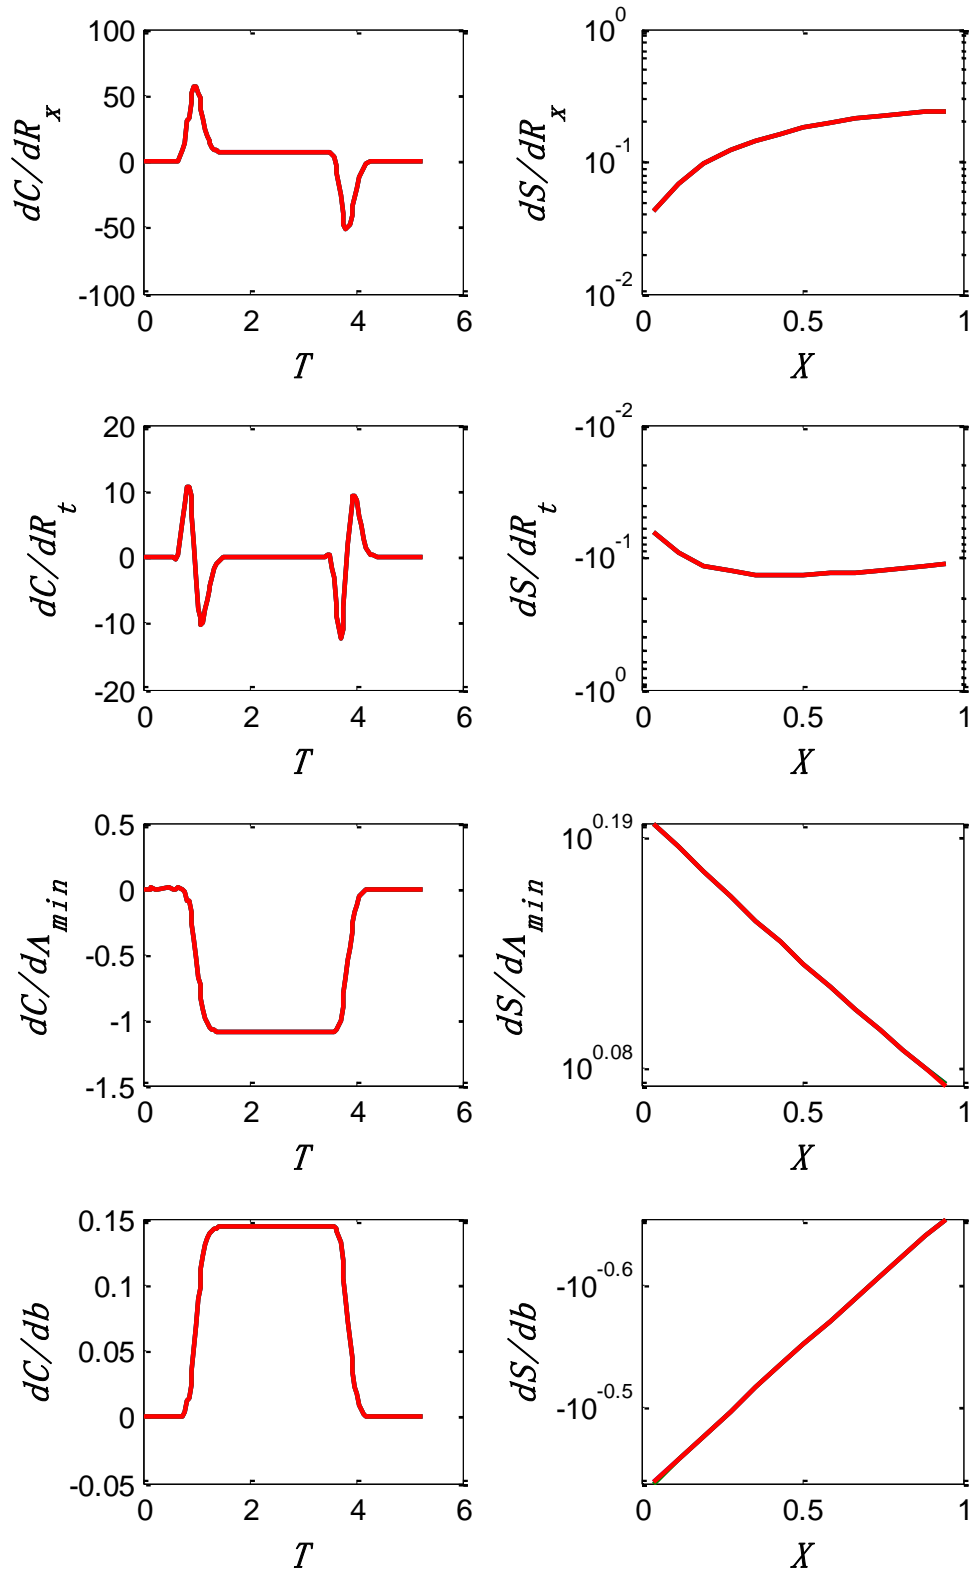 100
50
0
-50
-100
dC/dR_x
0 2 4 6
T
10^0
10^-1
10^-2
dS/dR_x
0 0.5 1
X
20
10
0
-10
-20
dC/dR_t
0 2 4 6
T
-10^-2
-10^-1
-10^0
dS/dR_t
0 0.5 1
X
0.5
0
-0.5
-1
-1.5
dC/dΛ_min
0 2 4 6
T
10^0.19
10^0.08
dS/dΛ_min
0 0.5 1
X
0.15
0.1
0.05
0
-0.05
dC/db
0 2 4 6
T
-10^-0.6
-10^-0.5
dS/db
0 0.5 1
X